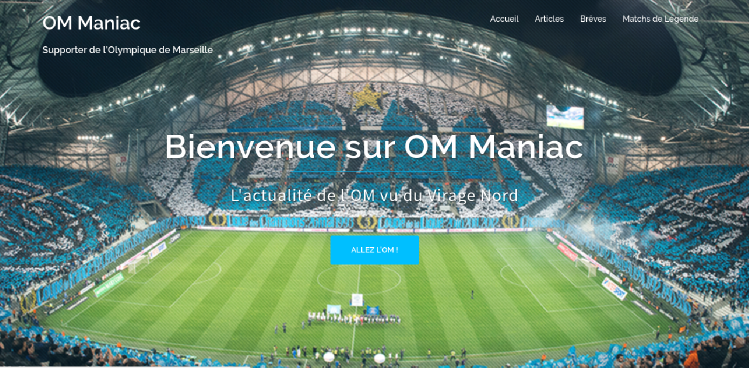 OM Maniac
Accueil Articles Brèves Matchs de Légende
Supporter de l'Olympique de Marseille
Bienvenue sur OM Maniac
L'actualité de l'OM vu du Virage Nord
ALLEZ L'OM !